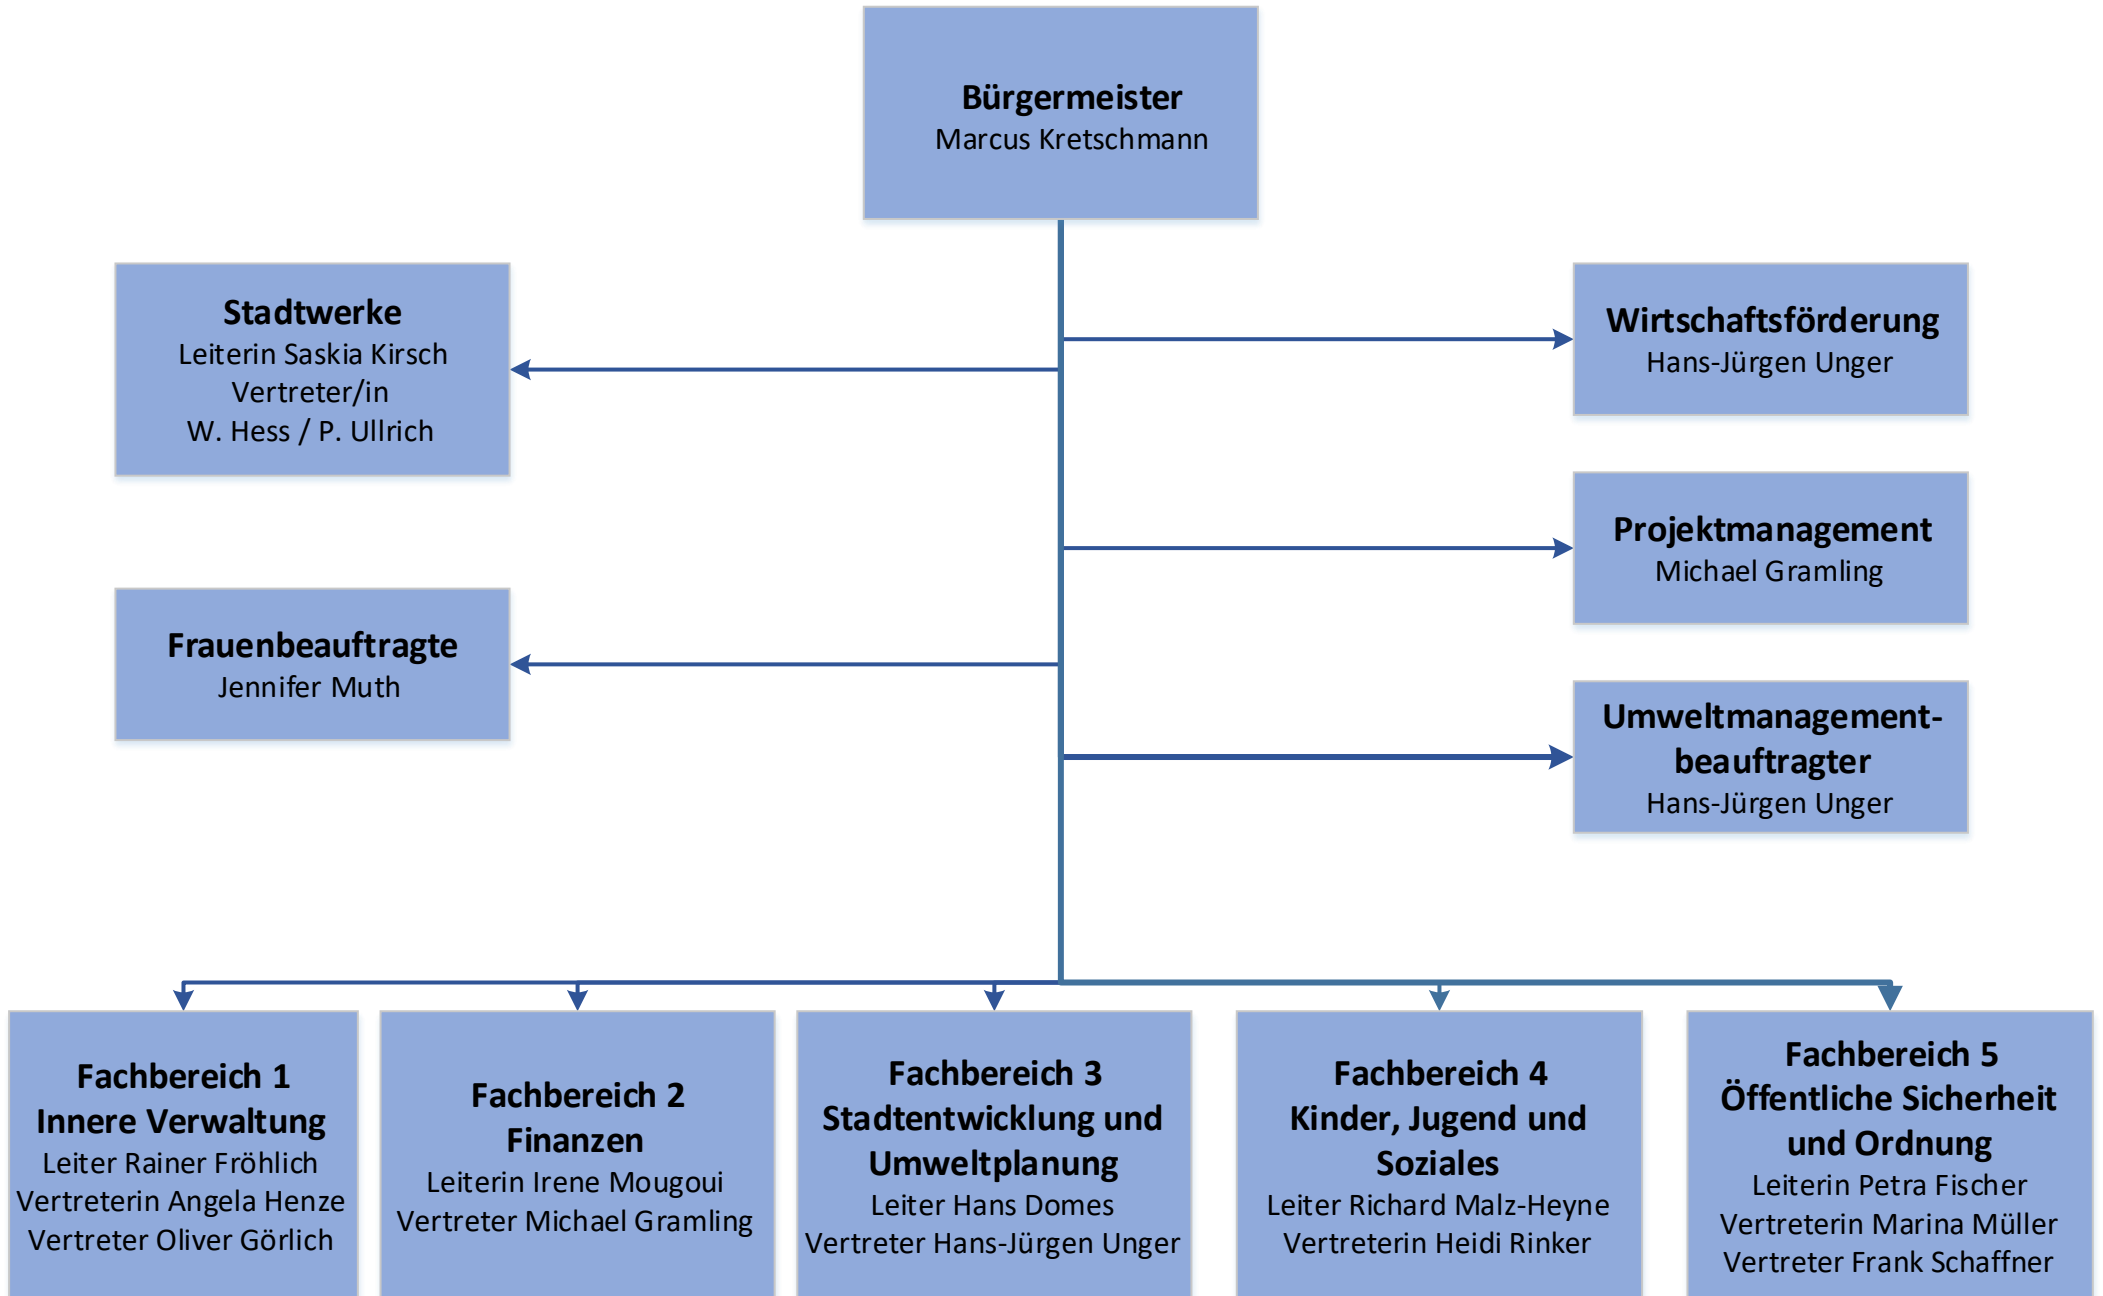 Bürgermeister
Marcus Kretschmann
Stadtwerke
Leiterin Saskia Kirsch
Vertreter/in
W. Hess / P. Ullrich
Wirtschaftsförderung
Hans-Jürgen Unger
Projektmanagement
Michael Gramling
Frauenbeauftragte
Jennifer Muth
Umweltmanagement-
beauftragter
Hans-Jürgen Unger
Fachbereich 1
Innere Verwaltung
Leiter Rainer Fröhlich
Vertreterin Angela Henze
Vertreter Oliver Görlich
Fachbereich 2
Finanzen
Leiterin Irene Mougoui
Vertreter Michael Gramling
Fachbereich 3
Stadtentwicklung und
Umweltplanung
Leiter Hans Domes
Vertreter Hans-Jürgen Unger
Fachbereich 4
Kinder, Jugend und
Soziales
Leiter Richard Malz-Heyne
Vertreterin Heidi Rinker
Fachbereich 5
Öffentliche Sicherheit
und Ordnung
Leiterin Petra Fischer
Vertreterin Marina Müller
Vertreter Frank Schaffner